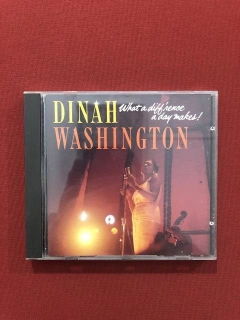 DINAH
What a diff'rence
a day makes!
WASHINGTON